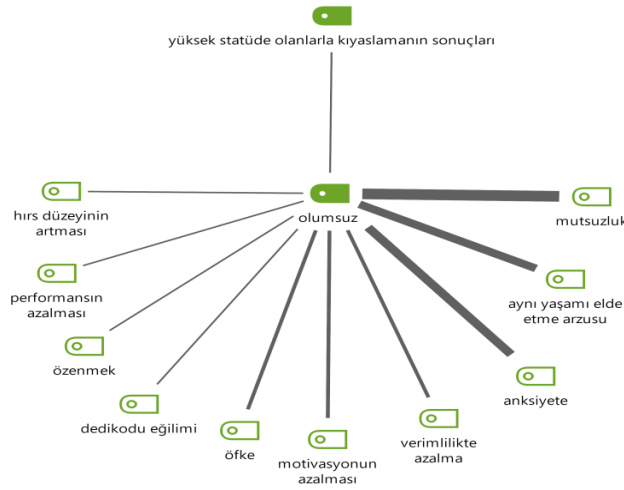 yüksek statüde olanlarla kıyaslamanın sonuçları
olumsuz
hırs düzeyinin
artması
mutsuzluk
performansın
azalması
aynı yaşamı elde
etme arzusu
özenmek
anksiyete
dedikodu eğilimi
öfke
motivasyonun
azalması
verimlilikte
azalma